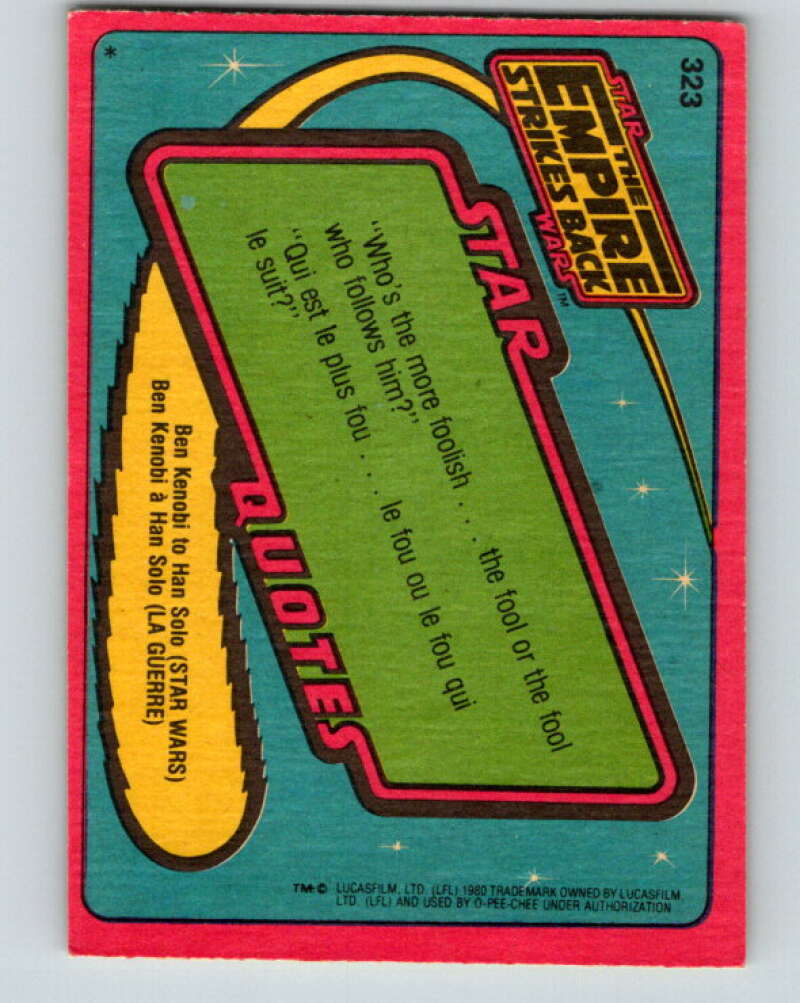 323
STAR
THE
EMPIRE
STRIKES BACK
WARS™
STAR
"Who's the more foolish . . . the fool or the fool
who follows him?"
"Qui est le plus fou . . . le fou ou le fou qui
le suit?"
QUOTES
Ben Kenobi to Han Solo (STAR WARS)
Ben Kenobi à Han Solo (LA GUERRE)
*
TM: © LUCASFILM, LTD. (LFL) 1980 TRADEMARK OWNED BY LUCASFILM,
LTD. (LFL) AND USED BY O-PEE-CHEE UNDER AUTHORIZATION